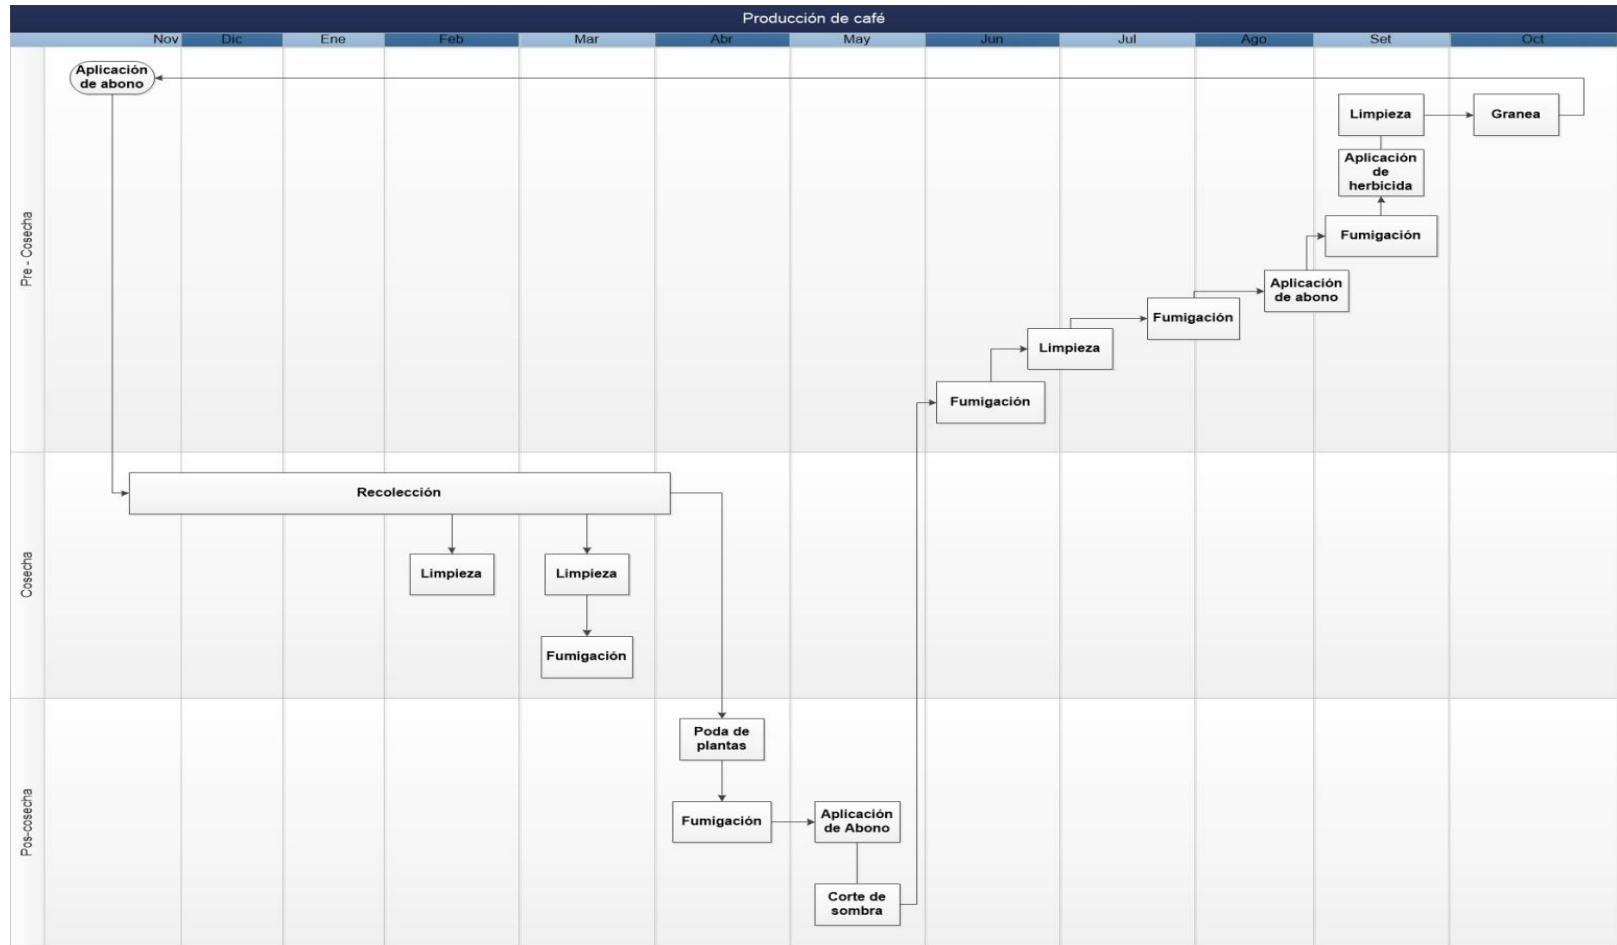 Producción de café
Nov Dic Ene Feb Mar Abr May Jun Jul Ago Set Oct
Pre - Cosecha
Aplicación
de abono
Limpieza
Granea
Aplicación
de
herbicida
Fumigación
Aplicación
de abono
Fumigación
Limpieza
Fumigación
Cosecha
Recolección
Limpieza
Limpieza
Fumigación
Pos-cosecha
Poda de
plantas
Fumigación
Aplicación
de Abono
Corte de
sombra